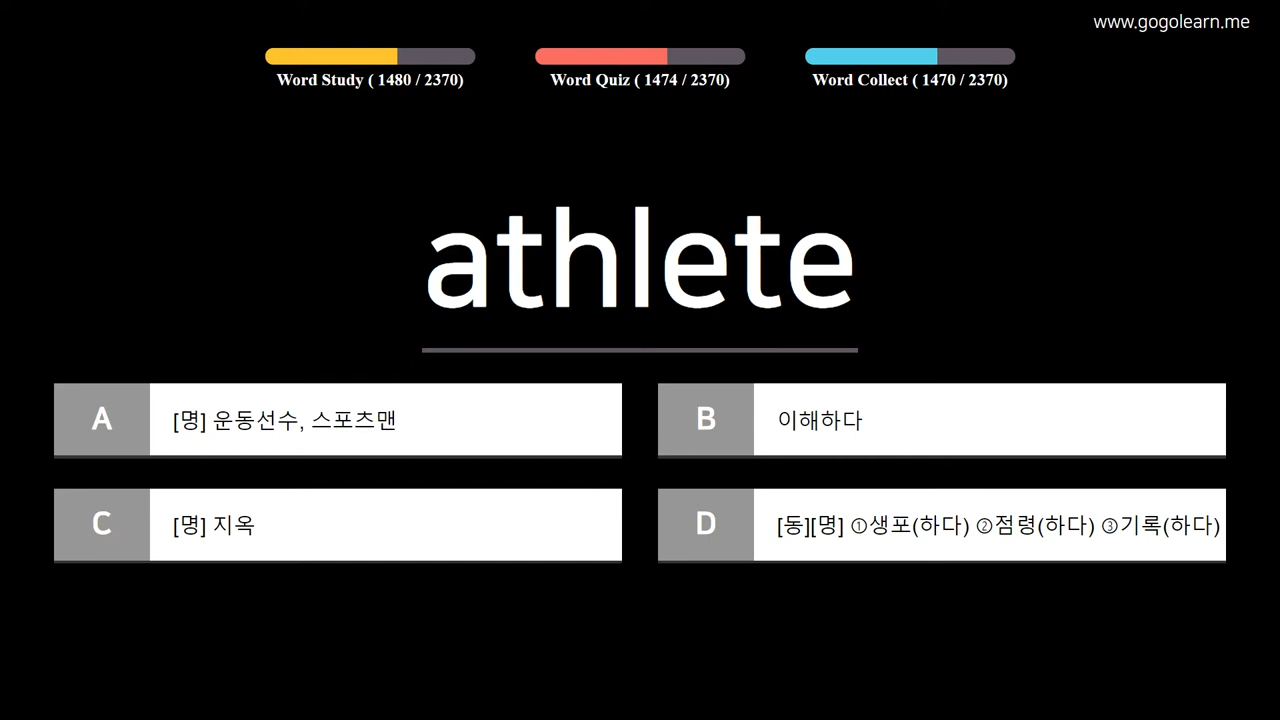 www.gogolearn.me
Word Study ( 1480 / 2370)
Word Quiz ( 1474 / 2370)
Word Collect ( 1470 / 2370)
athlete
A [명] 운동선수, 스포츠맨
B 이해하다
C [명] 지옥
D [동][명] ①생포(하다) ②점령(하다) ③기록(하다)